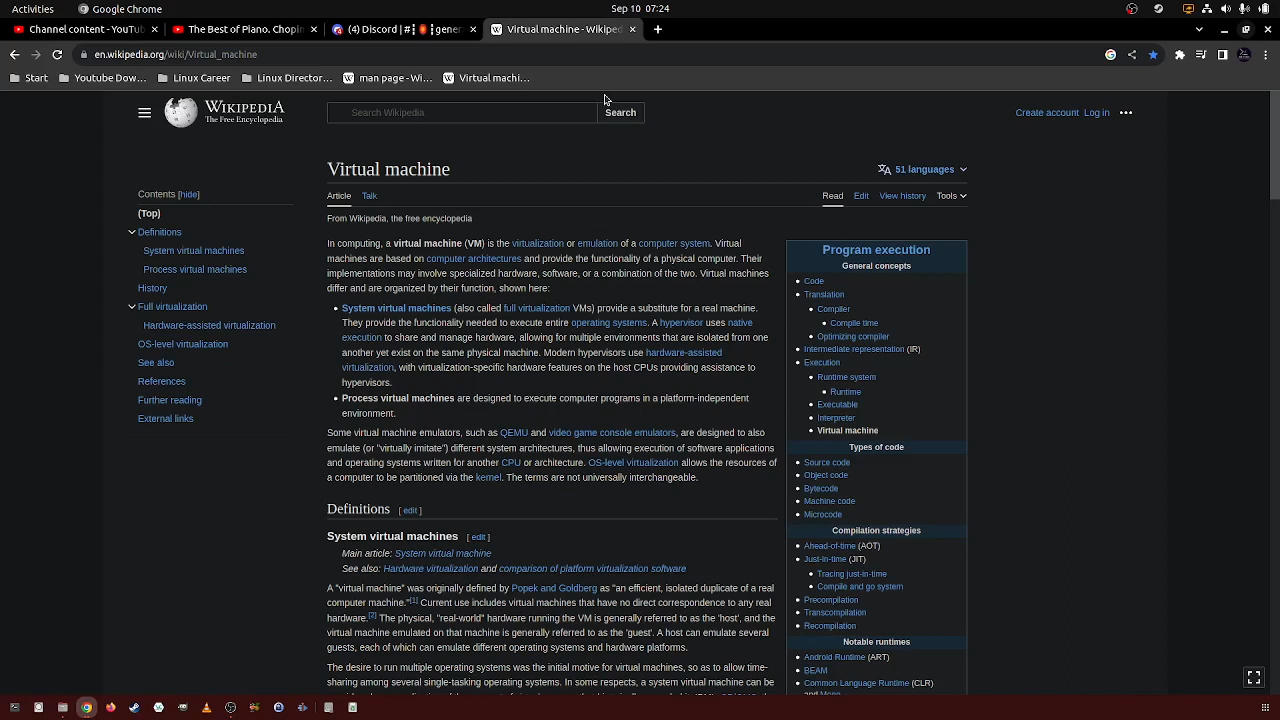 Activities Google Chrome Sep 10 07:24
Channel content - YouTub The Best of Piano. Chopin (4) Discord | #┇ ┇gener Virtual machine - Wikiped
en.wikipedia.org/wiki/Virtual_machine
Start Youtube Dow... Linux Career Linux Director... man page - Wi... Virtual machi...
WIKIPEDIA
The Free Encyclopedia
Search Wikipedia Search
Create account Log in
Virtual machine
51 languages
Article Talk
Read Edit View history Tools
From Wikipedia, the free encyclopedia
Contents [hide]
(Top)
Definitions
System virtual machines
Process virtual machines
History
Full virtualization
Hardware-assisted virtualization
OS-level virtualization
See also
References
Further reading
External links
In computing, a virtual machine (VM) is the virtualization or emulation of a computer system. Virtual
machines are based on computer architectures and provide the functionality of a physical computer. Their
implementations may involve specialized hardware, software, or a combination of the two. Virtual machines
differ and are organized by their function, shown here:
• System virtual machines (also called full virtualization VMs) provide a substitute for a real machine.
They provide the functionality needed to execute entire operating systems. A hypervisor uses native
execution to share and manage hardware, allowing for multiple environments that are isolated from one
another yet exist on the same physical machine. Modern hypervisors use hardware-assisted
virtualization, with virtualization-specific hardware features on the host CPUs providing assistance to
hypervisors.
• Process virtual machines are designed to execute computer programs in a platform-independent
environment.
Some virtual machine emulators, such as QEMU and video game console emulators, are designed to also
emulate (or "virtually imitate") different system architectures, thus allowing execution of software applications
and operating systems written for another CPU or architecture. OS-level virtualization allows the resources of
a computer to be partitioned via the kernel. The terms are not universally interchangeable.
Definitions [ edit ]
System virtual machines [ edit ]
Main article: System virtual machine
See also: Hardware virtualization and comparison of platform virtualization software
A "virtual machine" was originally defined by Popek and Goldberg as "an efficient, isolated duplicate of a real
computer machine."[1] Current use includes virtual machines that have no direct correspondence to any real
hardware.[2] The physical, "real-world" hardware running the VM is generally referred to as the 'host', and the
virtual machine emulated on that machine is generally referred to as the 'guest'. A host can emulate several
guests, each of which can emulate different operating systems and hardware platforms.
The desire to run multiple operating systems was the initial motive for virtual machines, so as to allow time-
sharing among several single-tasking operating systems. In some respects, a system virtual machine can be
Program execution
General concepts
• Code
• Translation
• Compiler
• Compile time
• Optimizing compiler
• Intermediate representation (IR)
• Execution
• Runtime system
• Runtime
• Executable
• Interpreter
• Virtual machine
Types of code
• Source code
• Object code
• Bytecode
• Machine code
• Microcode
Compilation strategies
• Ahead-of-time (AOT)
• Just-in-time (JIT)
• Tracing just-in-time
• Compile and go system
• Precompilation
• Transcompilation
• Recompilation
Notable runtimes
• Android Runtime (ART)
• BEAM
• Common Language Runtime (CLR)
and Mono